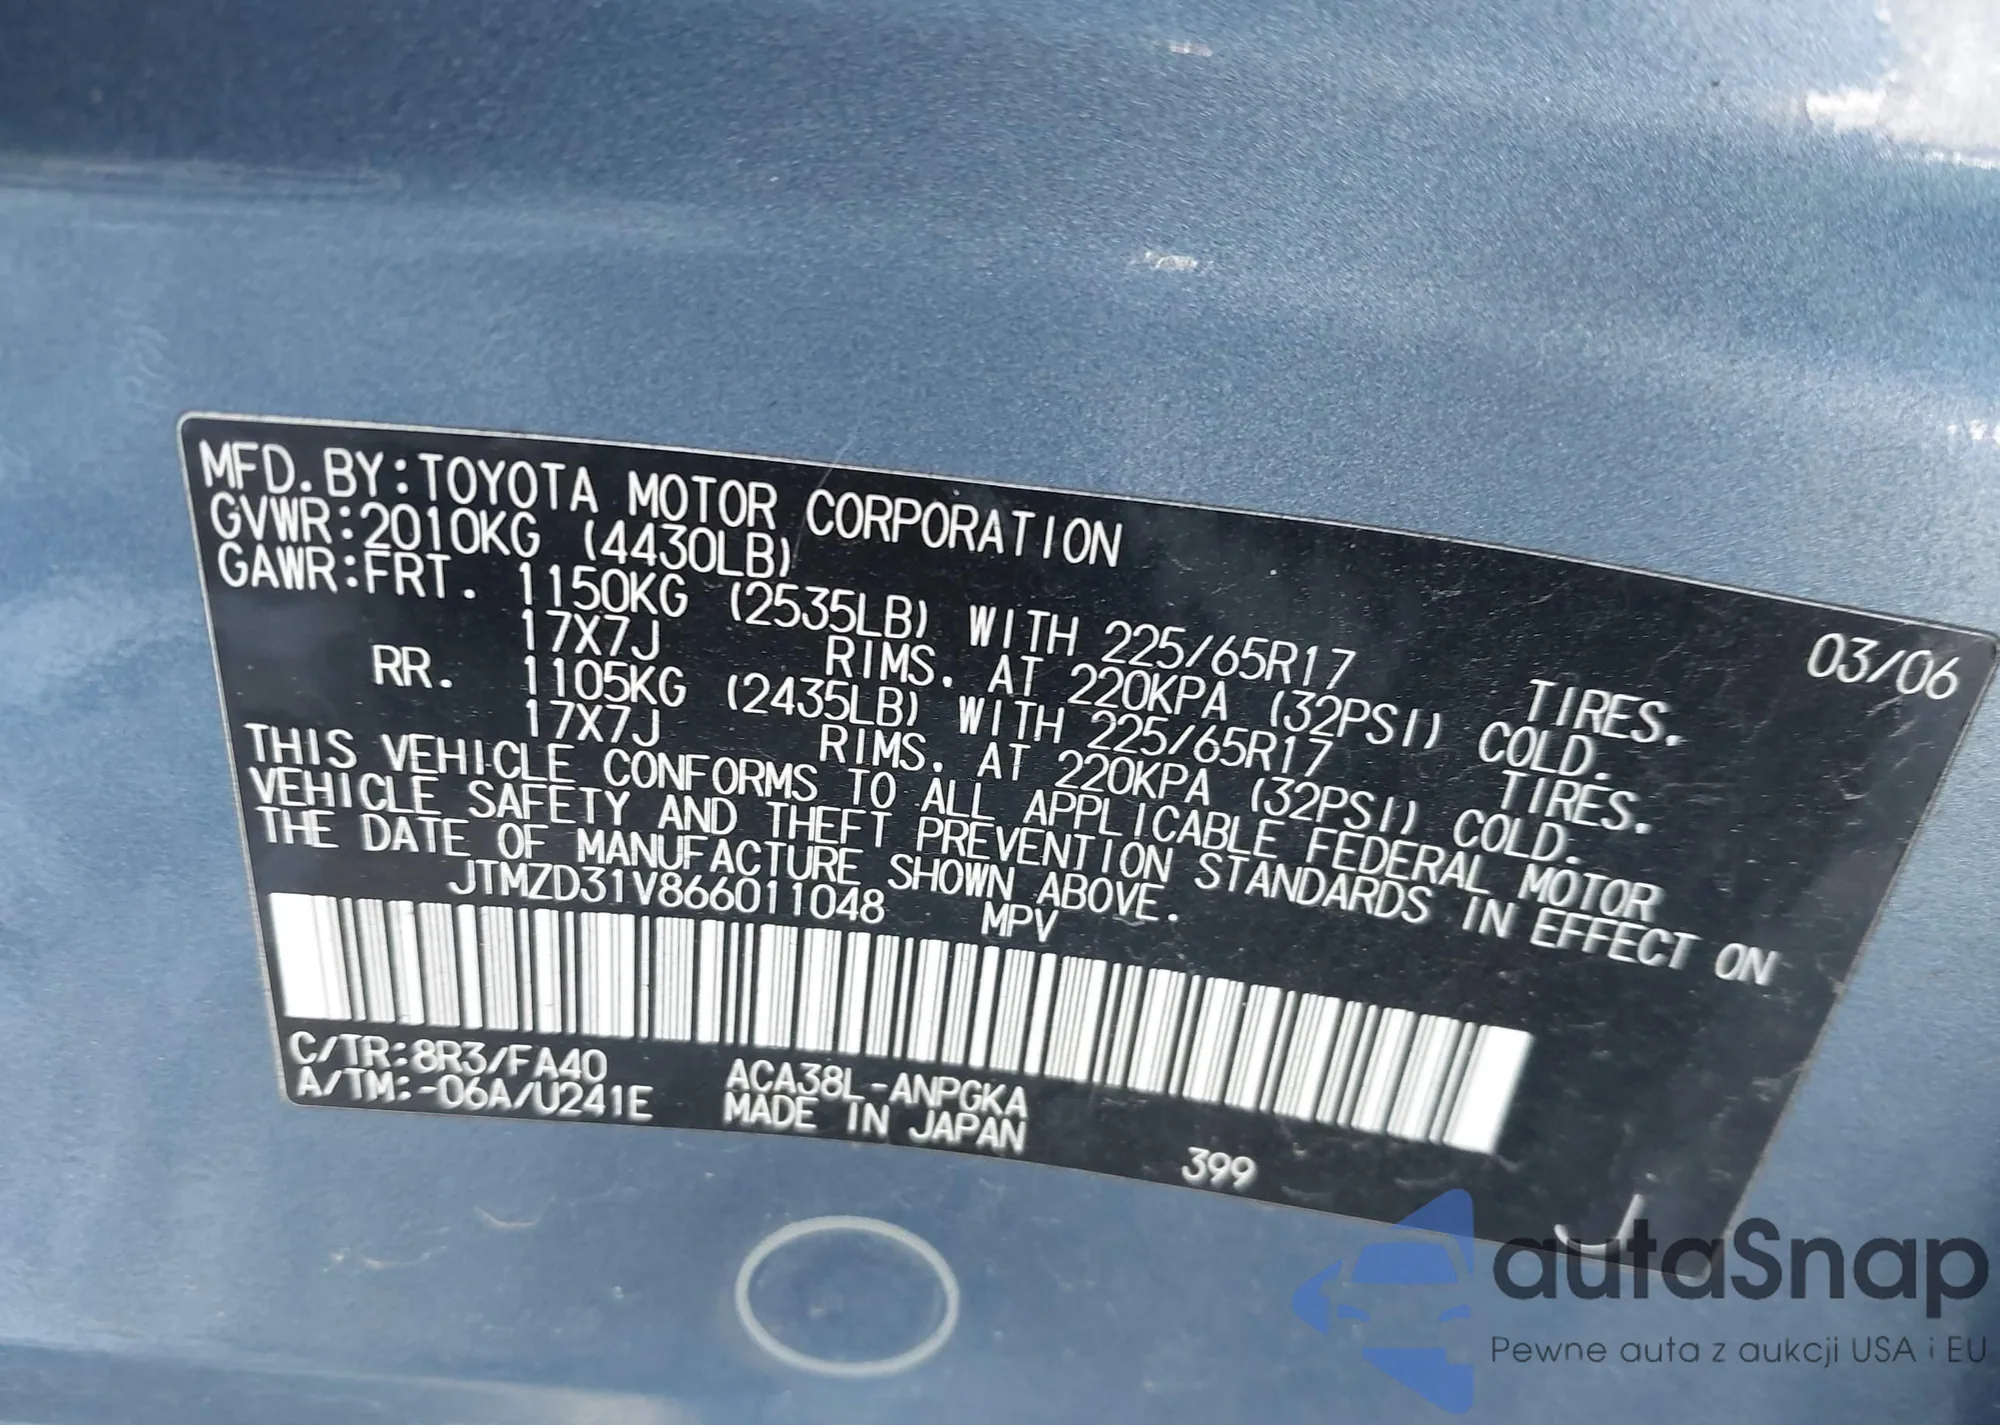 MFD.BY:TOYOTA MOTOR CORPORATION 03/06
GVWR:2010KG (4430LB)
GAWR:FRT. 1150KG (2535LB) WITH 225/65R17 TIRES.
17X7J RIMS. AT 220KPA (32PSI) COLD.
RR. 1105KG (2435LB) WITH 225/65R17 TIRES.
17X7J RIMS. AT 220KPA (32PSI) COLD.
THIS VEHICLE CONFORMS TO ALL APPLICABLE FEDERAL MOTOR
VEHICLE SAFETY AND THEFT PREVENTION STANDARDS IN EFFECT ON
THE DATE OF MANUFACTURE SHOWN ABOVE.
JTMZD31V866011048 MPV
C/TR:8R3/FA40 ACA38L-ANPGKA
A/TM:-06A/U241E MADE IN JAPAN
399
J
autaSnap
Pewne auta z aukcji USA i EU